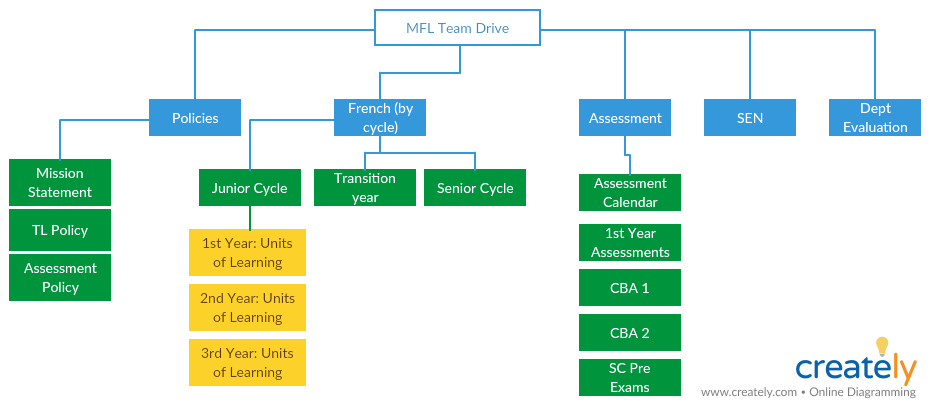 MFL Team Drive
Policies
French (by
cycle)
Assessment
SEN
Dept
Evaluation
Mission
Statement
TL Policy
Assessment
Policy
Junior Cycle
Transition
year
Senior Cycle
1st Year: Units
of Learning
2nd Year: Units
of Learning
3rd Year: Units
of Learning
Assessment
Calendar
1st Year
Assessments
CBA 1
CBA 2
SC Pre
Exams
creately
www.creately.com • Online Diagramming